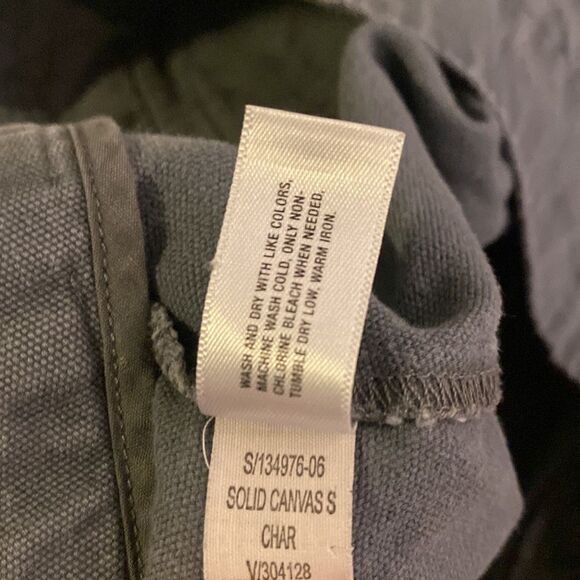 WASH AND DRY WITH LIKE COLORS,
MACHINE WASH COLD, ONLY NON-
CHLORINE BLEACH WHEN NEEDED,
TUMBLE DRY LOW, WARM IRON.
S/134976-06
SOLID CANVAS S
CHAR
V/304128